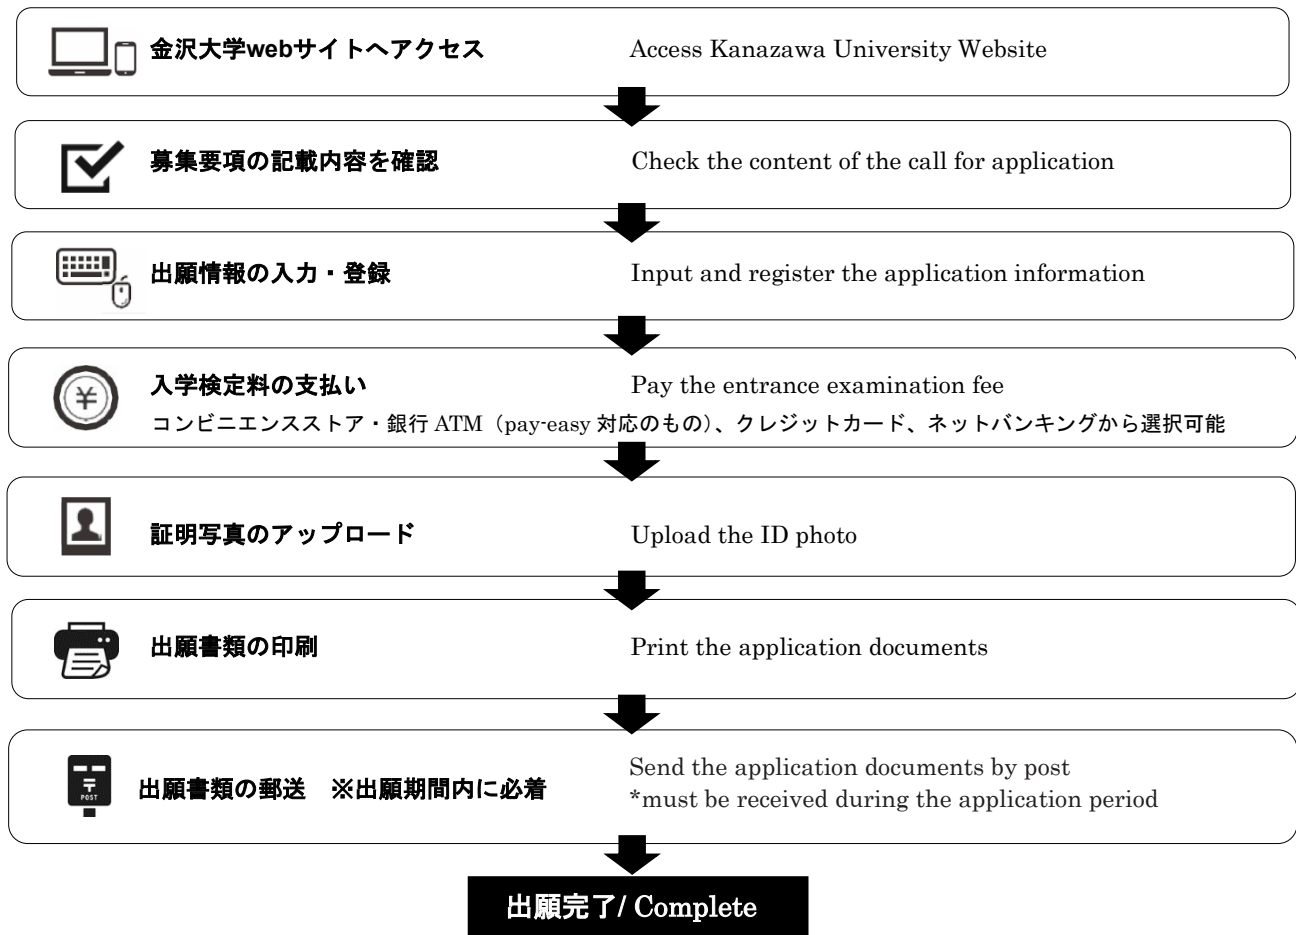 金沢大学webサイトへアクセス Access Kanazawa University Website
募集要項の記載内容を確認 Check the content of the call for application
出願情報の入力・登録 Input and register the application information
入学検定料の支払い Pay the entrance examination fee
コンビニエンスストア・銀行 ATM（pay-easy 対応のもの）、クレジットカード、ネットバンキングから選択可能
証明写真のアップロード Upload the ID photo
出願書類の印刷 Print the application documents
〒
POST
出願書類の郵送　※出願期間内に必着
Send the application documents by post
*must be received during the application period
出願完了/ Complete